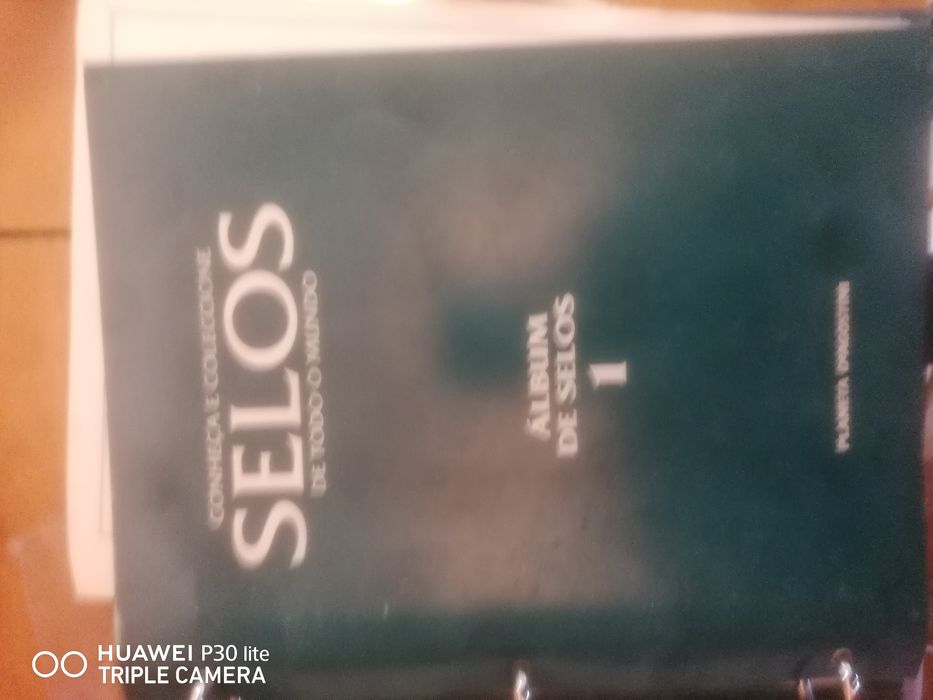 CONHEÇA E COLECCIONE
SELOS
DE TODO O MUNDO
ÁLBUM
DE SELOS
1
PLANETA DEAGOSTINI
HUAWEI P30 lite
TRIPLE CAMERA